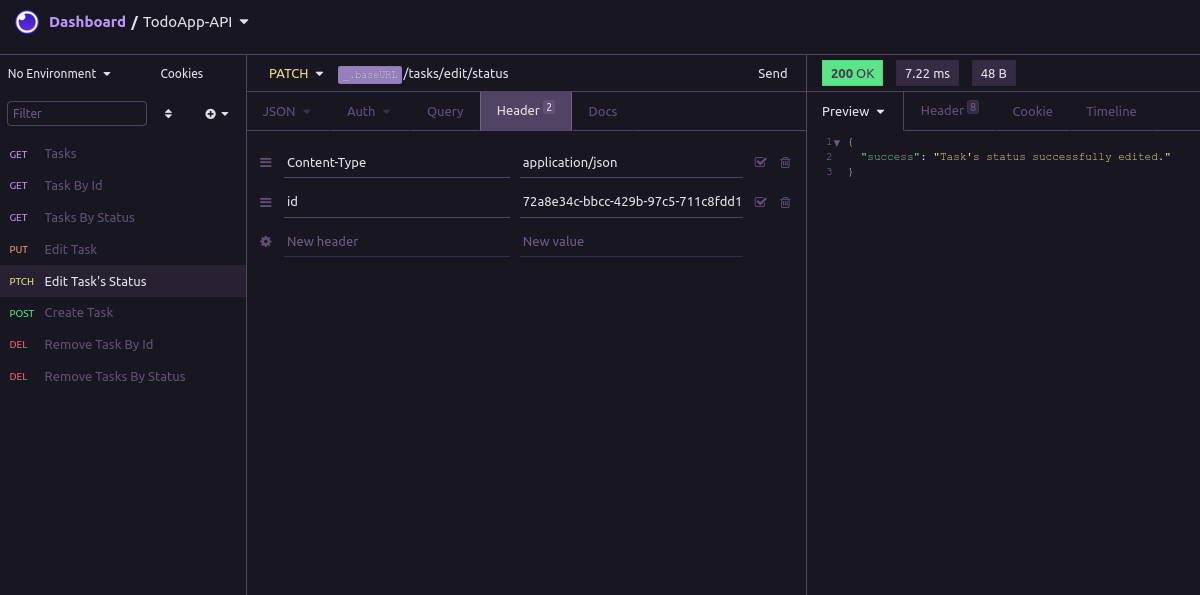 Dashboard / TodoApp-API
No Environment
Cookies
Filter
GET Tasks
GET Task By Id
GET Tasks By Status
PUT Edit Task
PTCH Edit Task's Status
POST Create Task
DEL Remove Task By Id
DEL Remove Tasks By Status
PATCH _.baseURL/tasks/edit/status Send
JSON Auth Query Header 2 Docs
Content-Type application/json
id 72a8e34c-bbcc-429b-97c5-711c8fdd1
New header New value
200 OK 7.22 ms 48 B
Preview Header 8 Cookie Timeline
1 {
2 "success": "Task's status successfully edited."
3 }